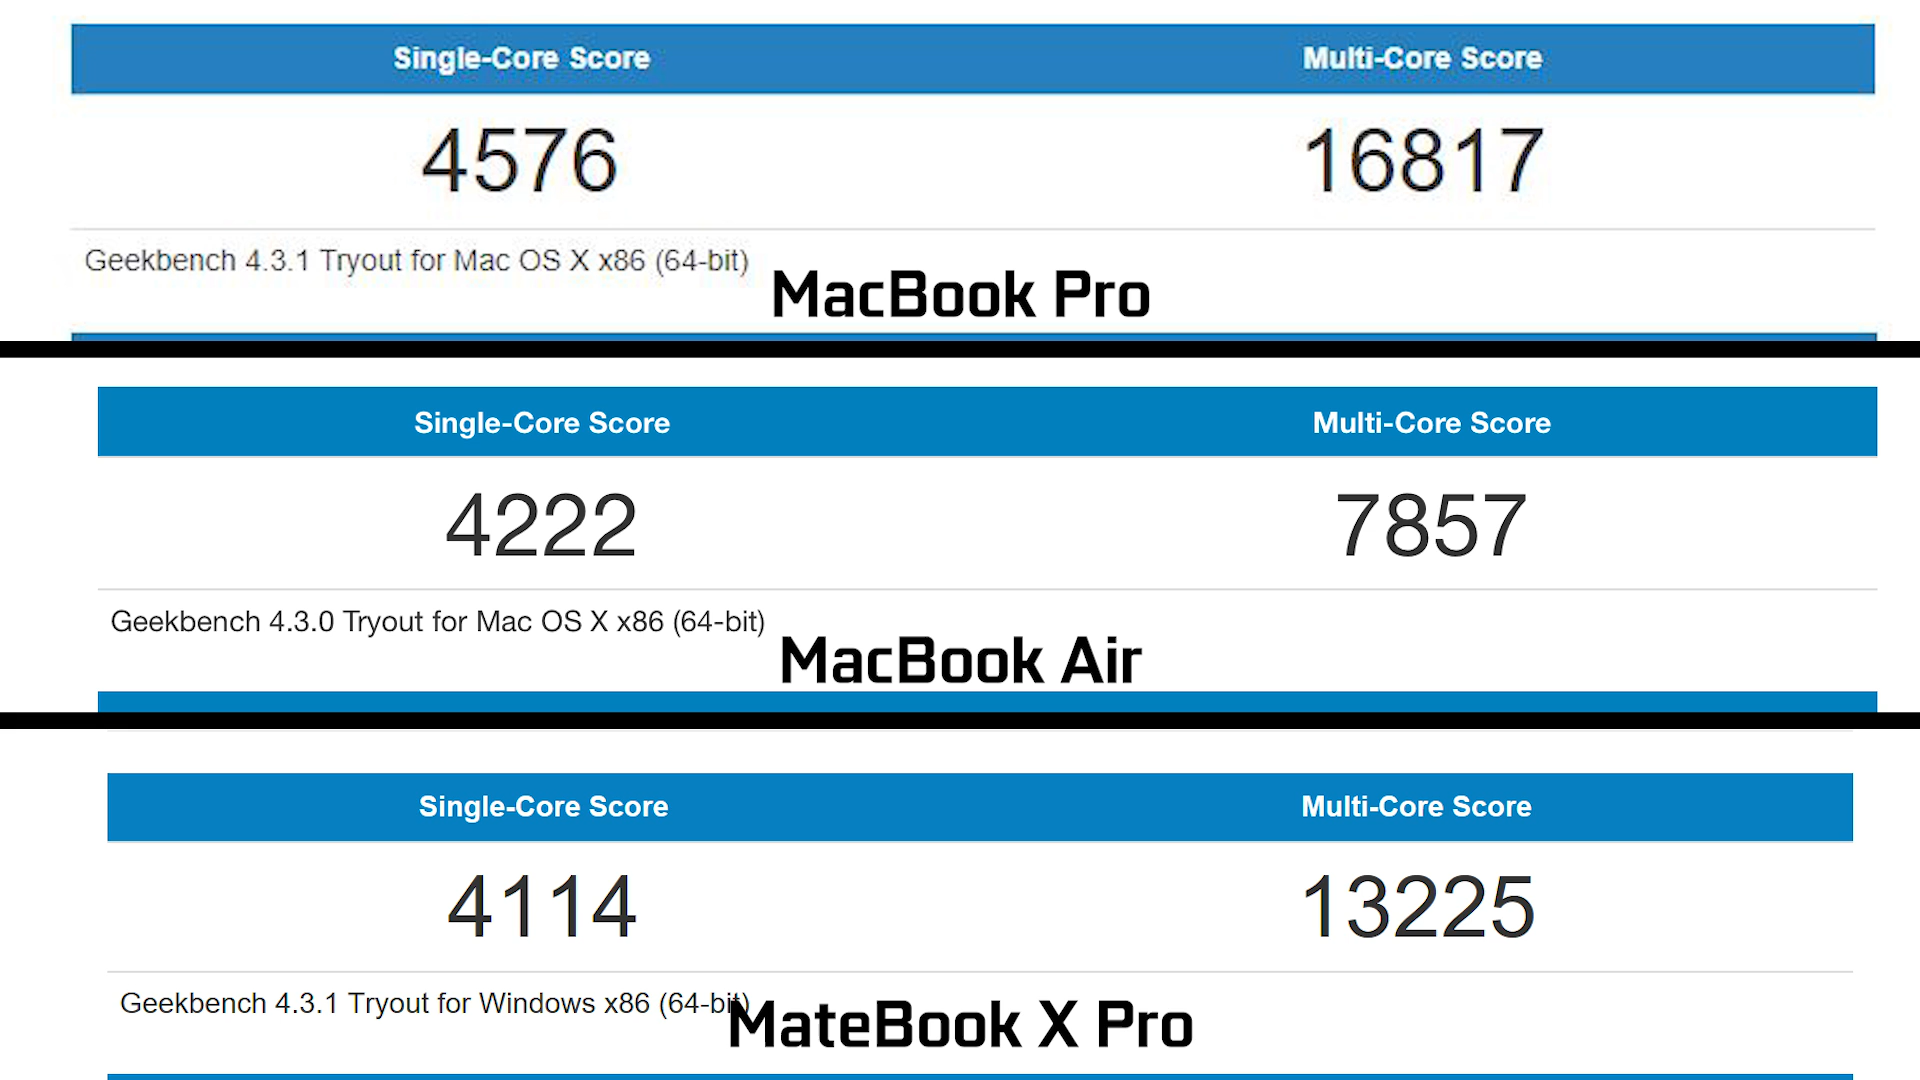 Single-Core Score Multi-Core Score
4576 16817
Geekbench 4.3.1 Tryout for Mac OS X x86 (64-bit)
MacBook Pro
Single-Core Score Multi-Core Score
4222 7857
Geekbench 4.3.0 Tryout for Mac OS X x86 (64-bit)
MacBook Air
Single-Core Score Multi-Core Score
4114 13225
Geekbench 4.3.1 Tryout for Windows x86 (64-bit)
MateBook X Pro